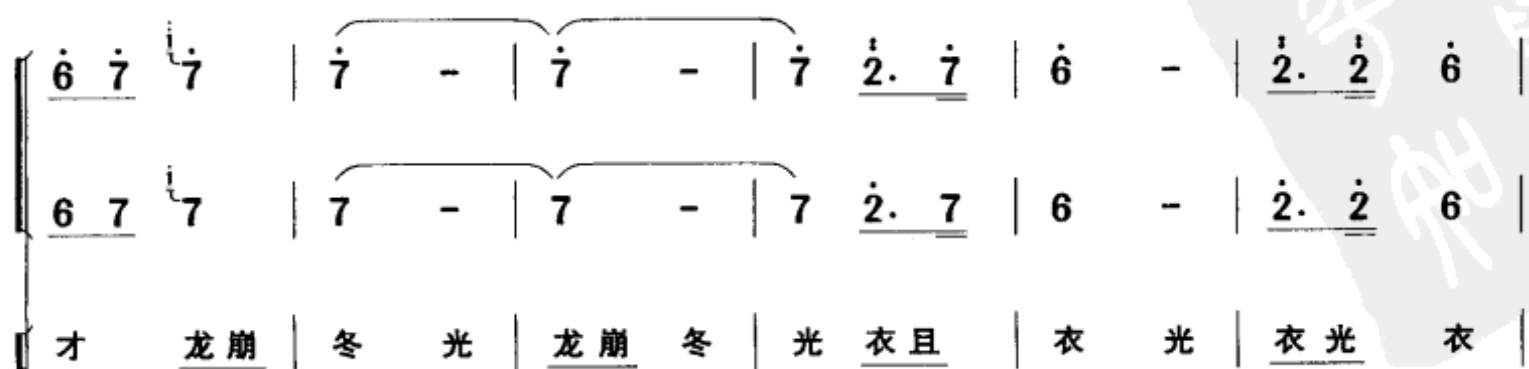 6̇ 7̇ i 7̇ | 7̇ - | 7̇ - | 7̇ 2̈. 7̇ | 6̇ - | 2̈. 2̈ 6̇ |
6 7 i 7 | 7 - | 7 - | 7 2̇. 7 | 6 - | 2̇. 2̇ 6 |
才 龙崩 | 冬 光 | 龙崩 冬 | 光 衣且 | 衣 光 | 衣光 衣 |